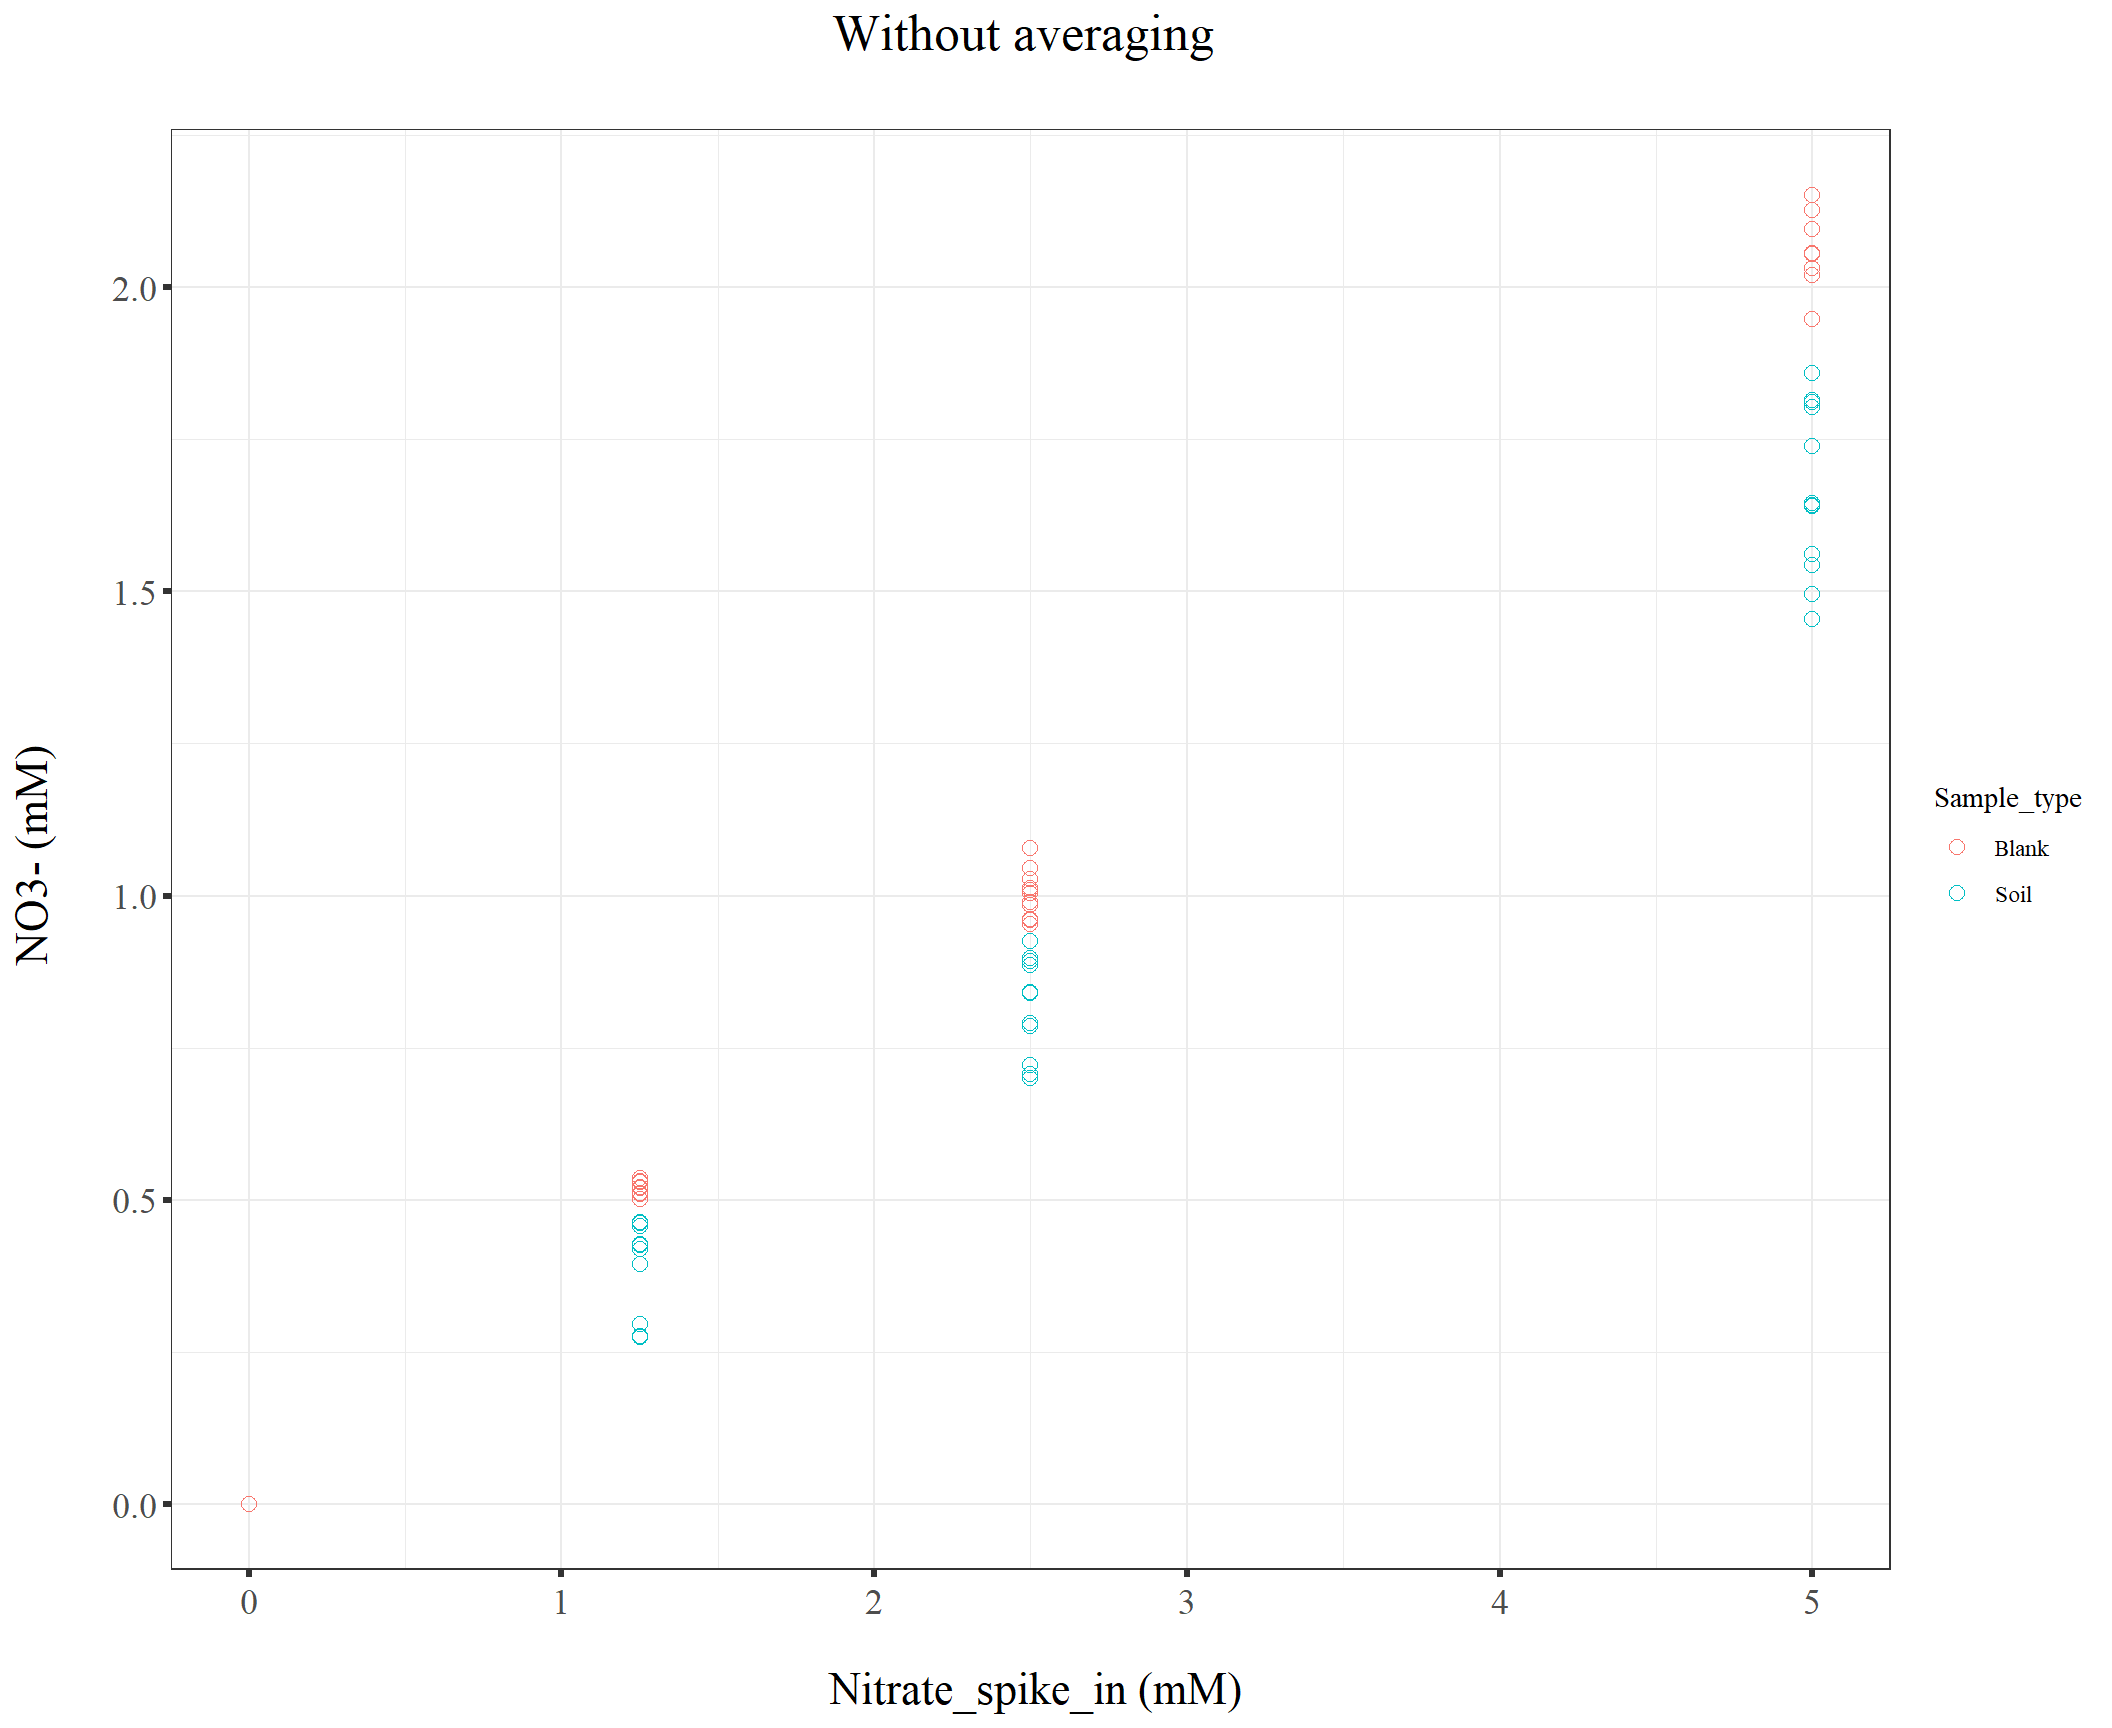 Without averaging
NO3- (mM)
2.0
1.5
1.0
0.5
0.0
0 1 2 3 4 5
Nitrate_spike_in (mM)
Sample_type
Blank
Soil